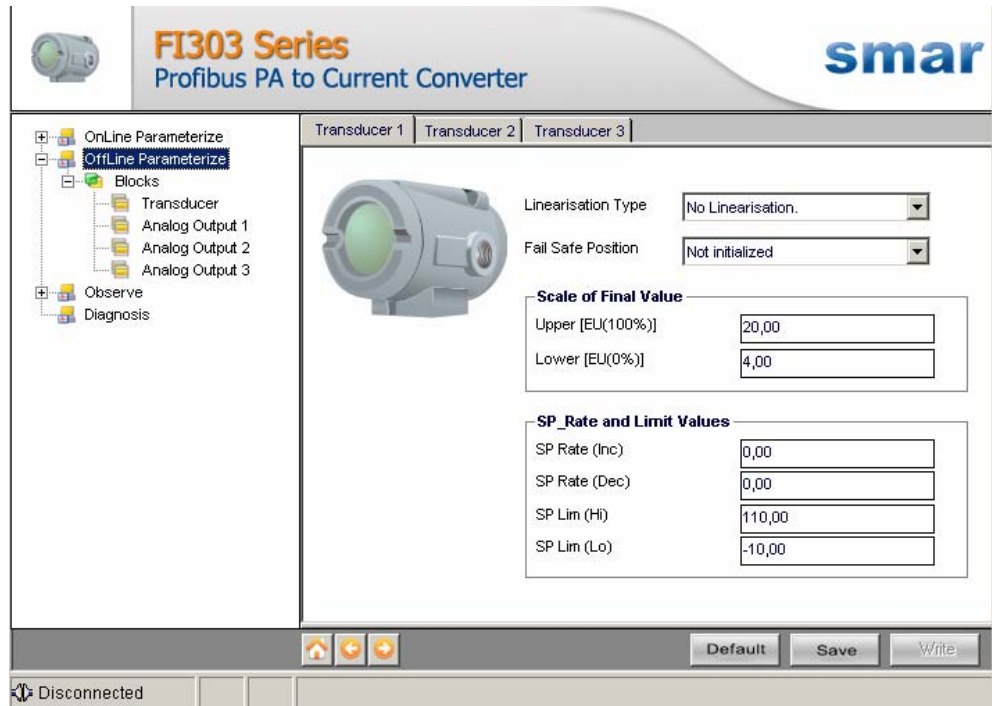 FI303 Series
Profibus PA to Current Converter
smar
OnLine Parameterize
OffLine Parameterize
Blocks
Transducer
Analog Output 1
Analog Output 2
Analog Output 3
Observe
Diagnosis
Transducer 1 Transducer 2 Transducer 3
Linearisation Type No Linearisation.
Fail Safe Position Not initialized
Scale of Final Value
Upper [EU(100%)] 20,00
Lower [EU(0%)] 4,00
SP_Rate and Limit Values
SP Rate (Inc) 0,00
SP Rate (Dec) 0,00
SP Lim (Hi) 110,00
SP Lim (Lo) -10,00
Default Save Write
Disconnected